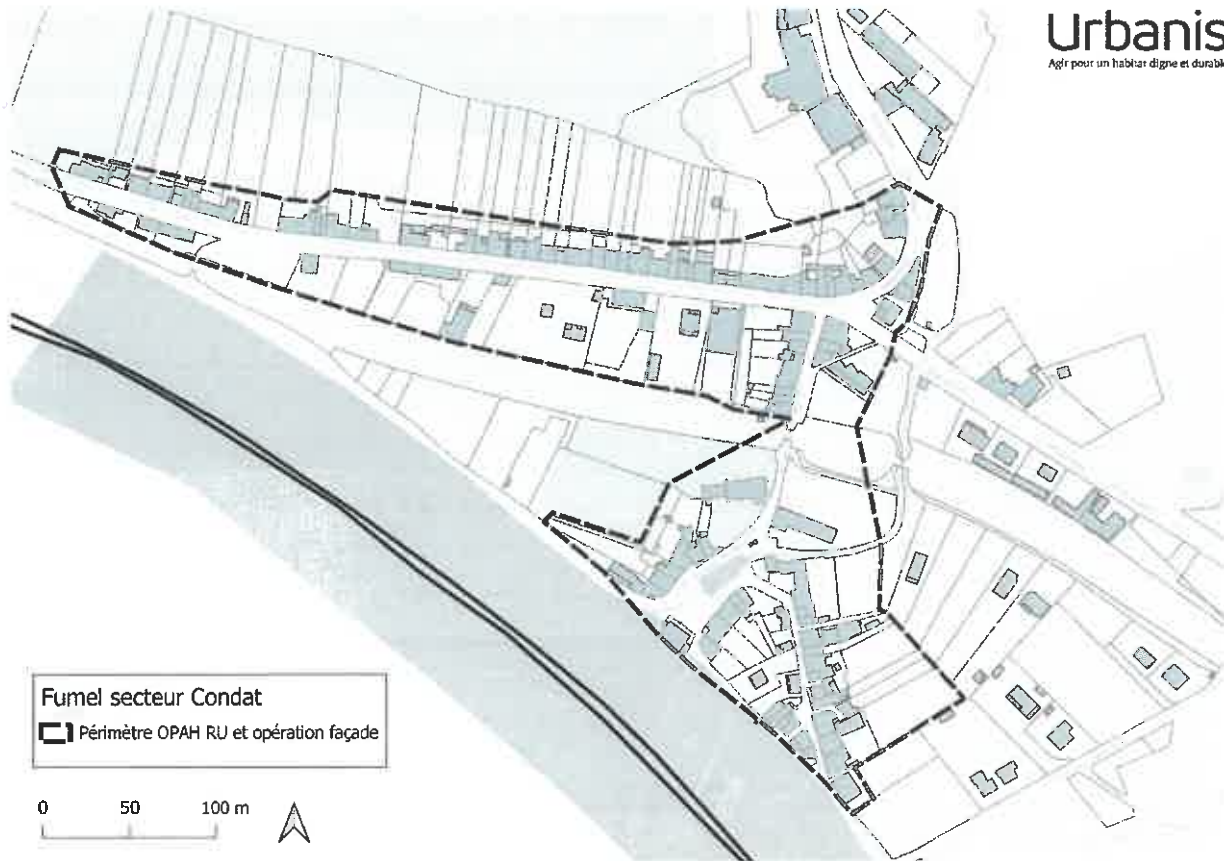 Urbanis
Agir pour un habitat digne et durable
Fumel secteur Condat
Périmètre OPAH RU et opération façade
0 50 100 m